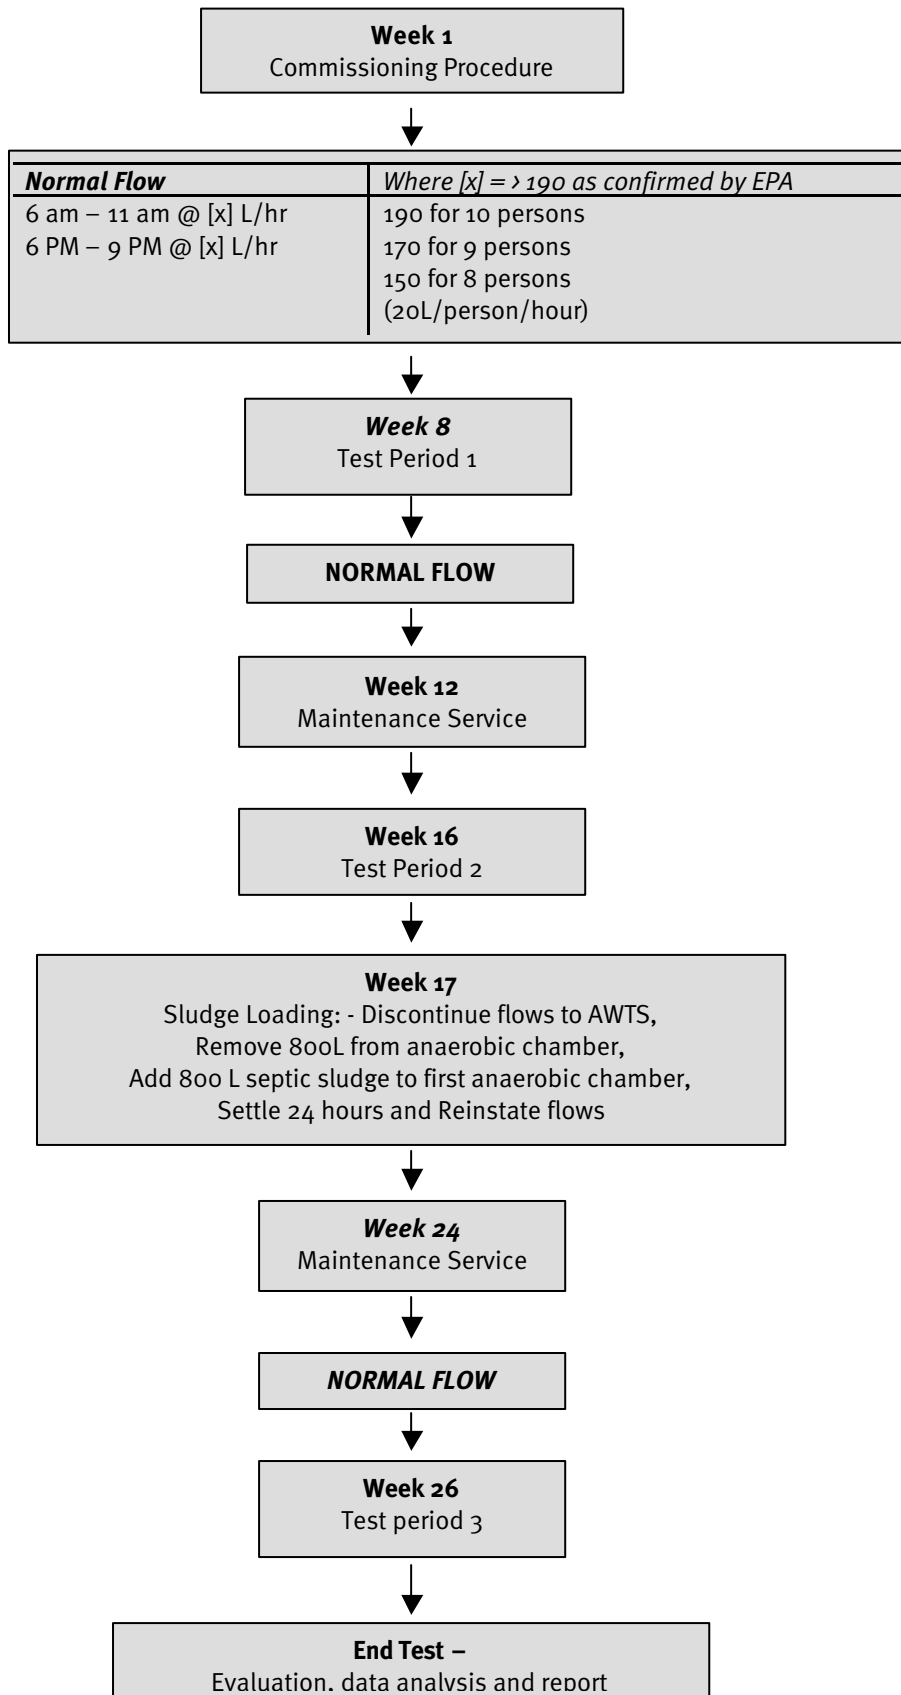 Week 1
Commissioning Procedure
Normal Flow
Where [x] = > 190 as confirmed by EPA
6 am – 11 am @ [x] L/hr
190 for 10 persons
6 PM – 9 PM @ [x] L/hr
170 for 9 persons
150 for 8 persons
(20L/person/hour)
Week 8
Test Period 1
NORMAL FLOW
Week 12
Maintenance Service
Week 16
Test Period 2
Week 17
Sludge Loading: - Discontinue flows to AWTS,
Remove 800L from anaerobic chamber,
Add 800 L septic sludge to first anaerobic chamber,
Settle 24 hours and Reinstate flows
Week 24
Maintenance Service
NORMAL FLOW
Week 26
Test period 3
End Test –
Evaluation, data analysis and report